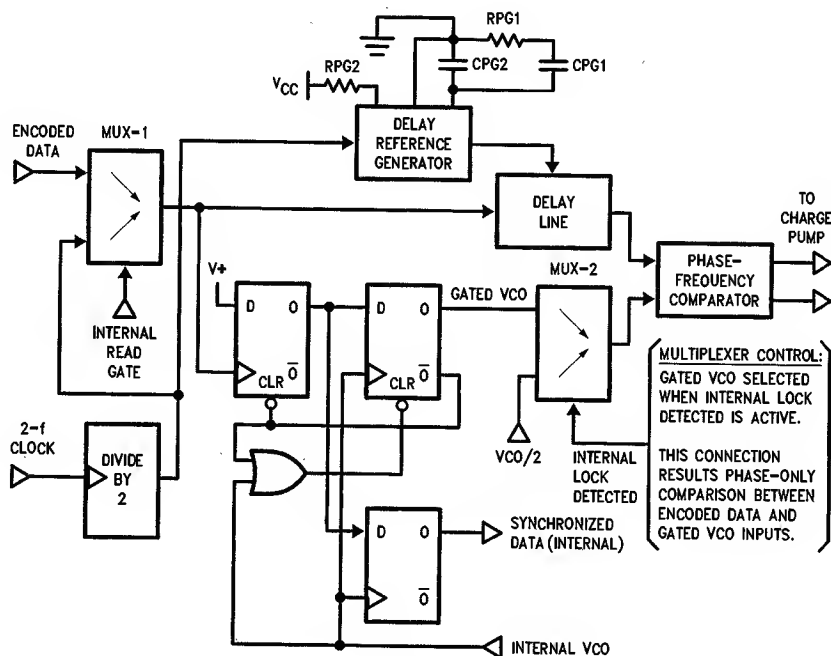 RPG1
RPG2
CPG2
CPG1
VCC
ENCODED
DATA
MUX-1
DELAY
REFERENCE
GENERATOR
DELAY
LINE
TO
CHARGE
PUMP
PHASE-
FREQUENCY
COMPARATOR
V+
D
O
O
CLR
GATED VCO
D
O
O
CLR
MUX-2
INTERNAL
READ
GATE
2-f
CLOCK
DIVIDE
BY
2
VCO/2
INTERNAL
LOCK
DETECTED
MULTIPLEXER CONTROL:
GATED VCO SELECTED
WHEN INTERNAL LOCK
DETECTED IS ACTIVE.
THIS CONNECTION
RESULTS PHASE-ONLY
COMPARISON BETWEEN
ENCODED DATA AND
GATED VCO INPUTS.
D
O
O
SYNCHRONIZED
DATA (INTERNAL)
INTERNAL VCO